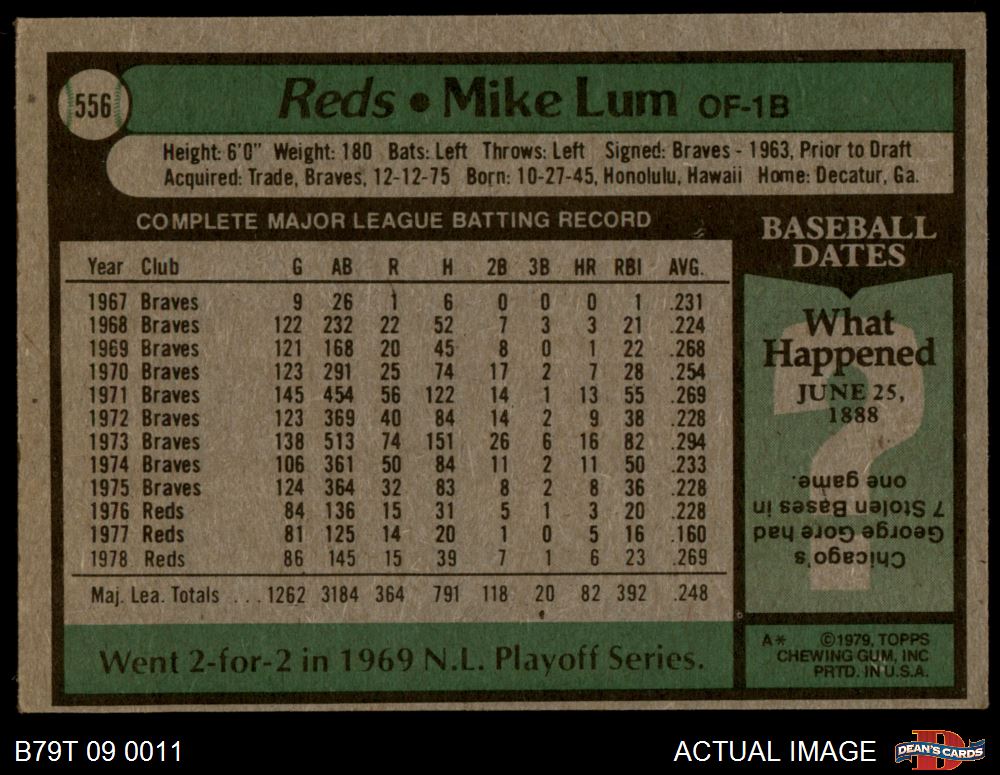 556
Reds • Mike Lum OF-1B
Height: 6'0" Weight: 180 Bats: Left Throws: Left Signed: Braves - 1963, Prior to Draft
Acquired: Trade, Braves, 12-12-75 Born: 10-27-45, Honolulu, Hawaii Home: Decatur, Ga.
COMPLETE MAJOR LEAGUE BATTING RECORD
Year Club G AB R H 2B 3B HR RBI AVG.
1967 Braves 9 26 1 6 0 0 0 1 .231
1968 Braves 122 232 22 52 7 3 3 21 .224
1969 Braves 121 168 20 45 8 0 1 22 .268
1970 Braves 123 291 25 74 17 2 7 28 .254
1971 Braves 145 454 56 122 14 1 13 55 .269
1972 Braves 123 369 40 84 14 2 9 38 .228
1973 Braves 138 513 74 151 26 6 16 82 .294
1974 Braves 106 361 50 84 11 2 11 50 .233
1975 Braves 124 364 32 83 8 2 8 36 .228
1976 Reds 84 136 15 31 5 1 3 20 .228
1977 Reds 81 125 14 20 1 0 5 16 .160
1978 Reds 86 145 15 39 7 1 6 23 .269
Maj. Lea. Totals ...1262 3184 364 791 118 20 82 392 .248
Went 2-for-2 in 1969 N.L. Playoff Series.
BASEBALL
DATES
What
Happened
JUNE 25,
1888
Chicago's
George Gore had
7 Stolen Bases in
one game.
A* ©1979, TOPPS
CHEWING GUM, INC
PRTD. IN U.S.A.
B79T 09 0011
ACTUAL IMAGE
DEAN'S CARDS